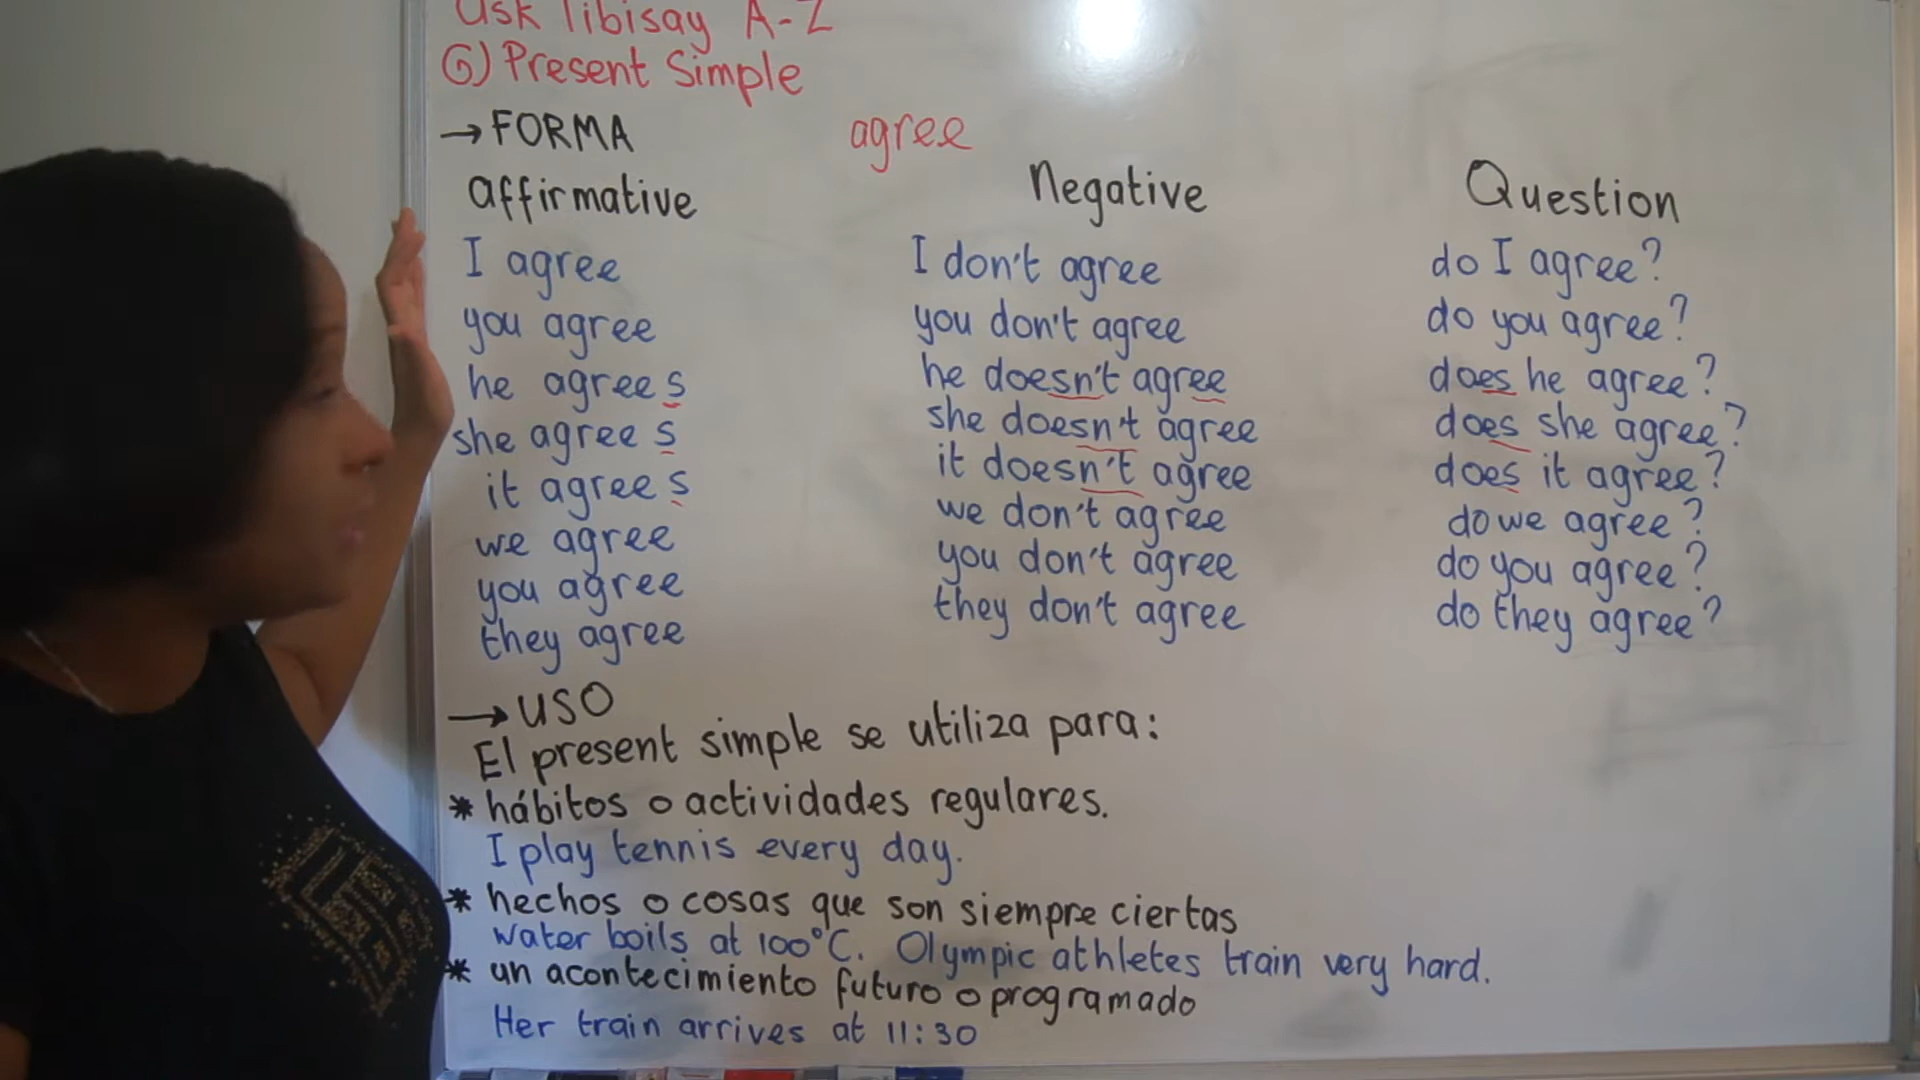 Ask libisay A-Z
G) Present Simple
→ FORMA agree
Affirmative Negative Question
I agree I don't agree do I agree?
you agree you don't agree do you agree?
he agrees he doesn't agree does he agree?
she agrees she doesn't agree does she agree?
it agrees it doesn't agree does it agree?
we agree we don't agree do we agree?
you agree you don't agree do you agree?
they agree they don't agree do they agree?
→ USO
El present simple se utiliza para:
* hábitos o actividades regulares.
I play tennis every day.
* hechos o cosas que son siempre ciertas
Water boils at 100°C. Olympic athletes train very hard.
* un acontecimiento futuro o programado
Her train arrives at 11:30